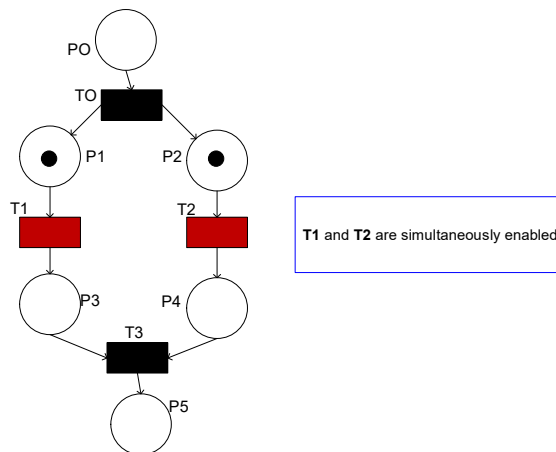 PO
TO
P1
P2
T1
T2
T1 and T2 are simultaneously enabled
P3
P4
T3
P5